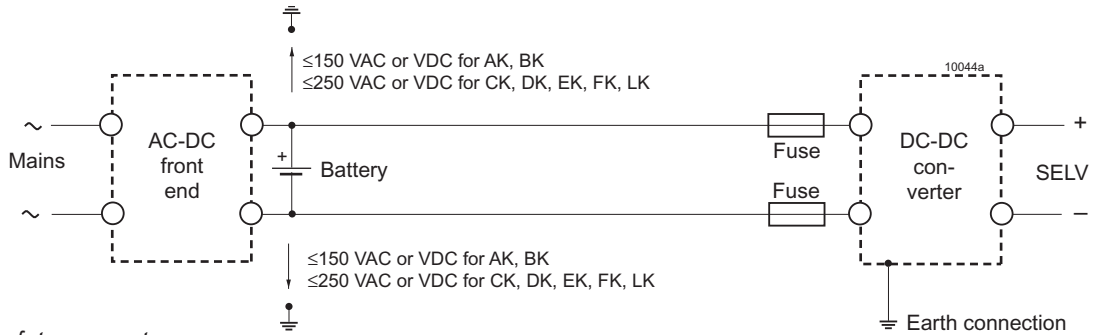 ≤150 VAC or VDC for AK, BK
≤250 VAC or VDC for CK, DK, EK, FK, LK
10044a
~
Mains
~
AC-DC
front
end
+
Battery
Fuse
Fuse
DC-DC
con-
verter
+
SELV
–
≤150 VAC or VDC for AK, BK
≤250 VAC or VDC for CK, DK, EK, FK, LK
Earth connection